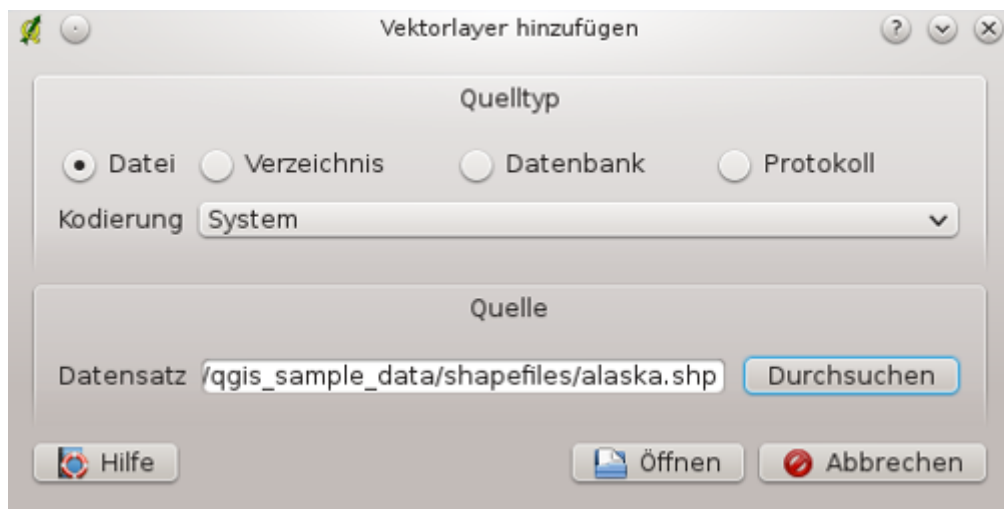 Vektorlayer hinzufügen
Quelltyp
Datei Verzeichnis Datenbank Protokoll
Kodierung System
Quelle
Datensatz /qgis_sample_data/shapefiles/alaska.shp Durchsuchen
Hilfe Öffnen Abbrechen